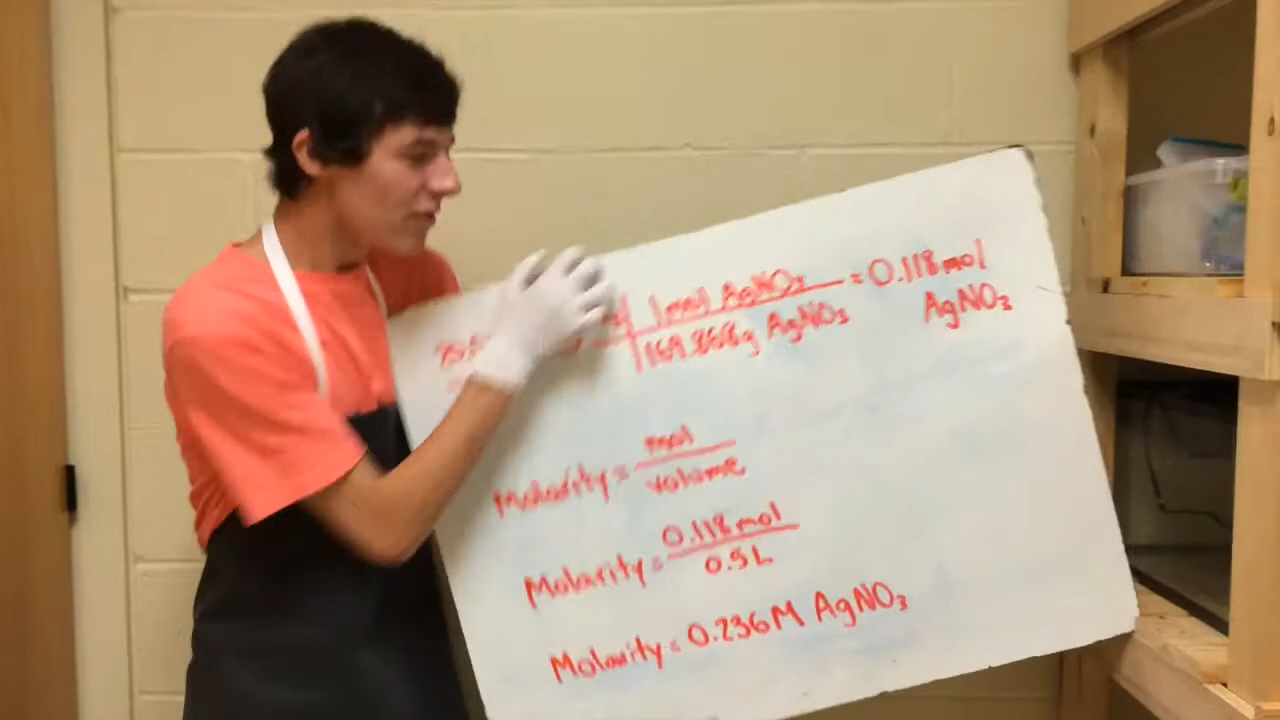 1 mol AgNO₃ = 0.118 mol
169.868g AgNO₃ AgNO₃
Molarity = mol
volume
Molarity = 0.118 mol
0.5 L
Molarity = 0.236 M AgNO₃